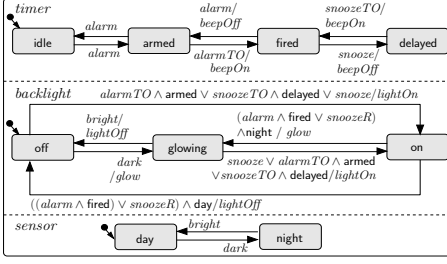 timer
alarm
alarm/
beepOff
snoozeTO/
beepOn
idle
armed
fired
delayed
alarm
alarmTO/
beepOn
snooze/
beepOff
backlight
alarmTO ∧ armed ∨ snoozeTO ∧ delayed ∨ snooze/lightOn
bright/
lightOff
(alarm ∧ fired ∨ snoozeR)
∧night / glow
off
glowing
on
dark
/glow
snooze ∨ alarmTO ∧ armed
∨snoozeTO ∧ delayed/lightOn
((alarm ∧ fired) ∨ snoozeR) ∧ day/lightOff
sensor
day
bright
night
dark